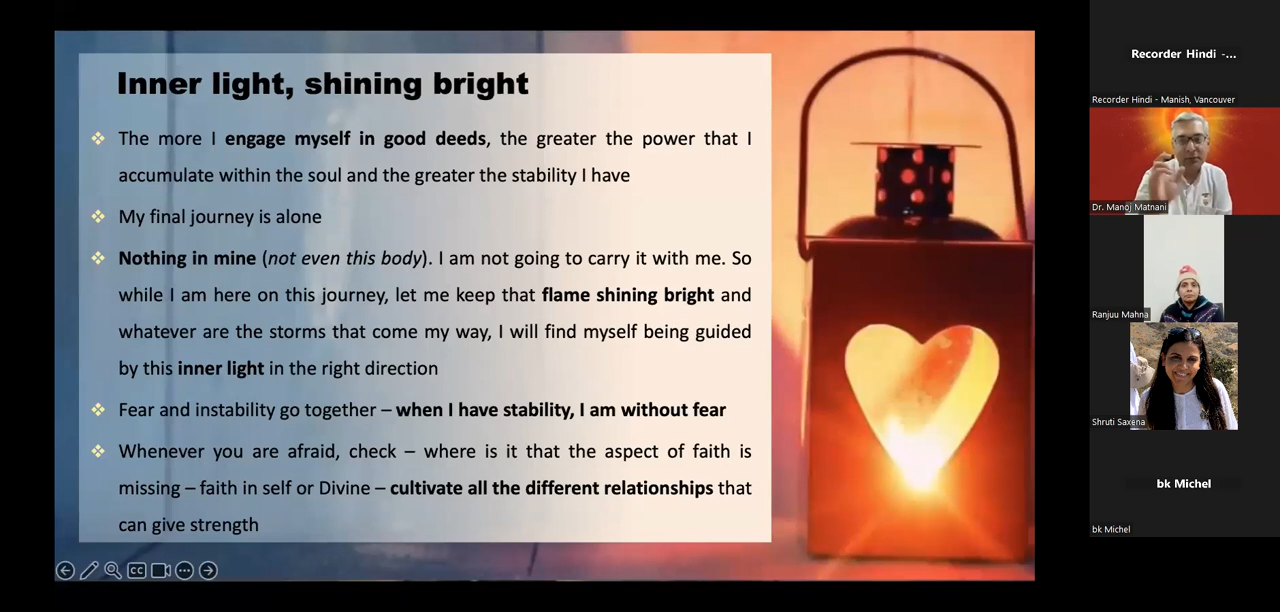 Inner light, shining bright
The more I engage myself in good deeds, the greater the power that I
accumulate within the soul and the greater the stability I have
My final journey is alone
Nothing in mine (not even this body). I am not going to carry it with me. So
while I am here on this journey, let me keep that flame shining bright and
whatever are the storms that come my way, I will find myself being guided
by this inner light in the right direction
Fear and instability go together – when I have stability, I am without fear
Whenever you are afraid, check – where is it that the aspect of faith is
missing – faith in self or Divine – cultivate all the different relationships that
can give strength
CC
Recorder Hindi -...
Recorder Hindi - Manish, Vancouver
Dr. Manoj Matnani
Ranjuu Mahna
Shruti Saxena
bk Michel
bk Michel